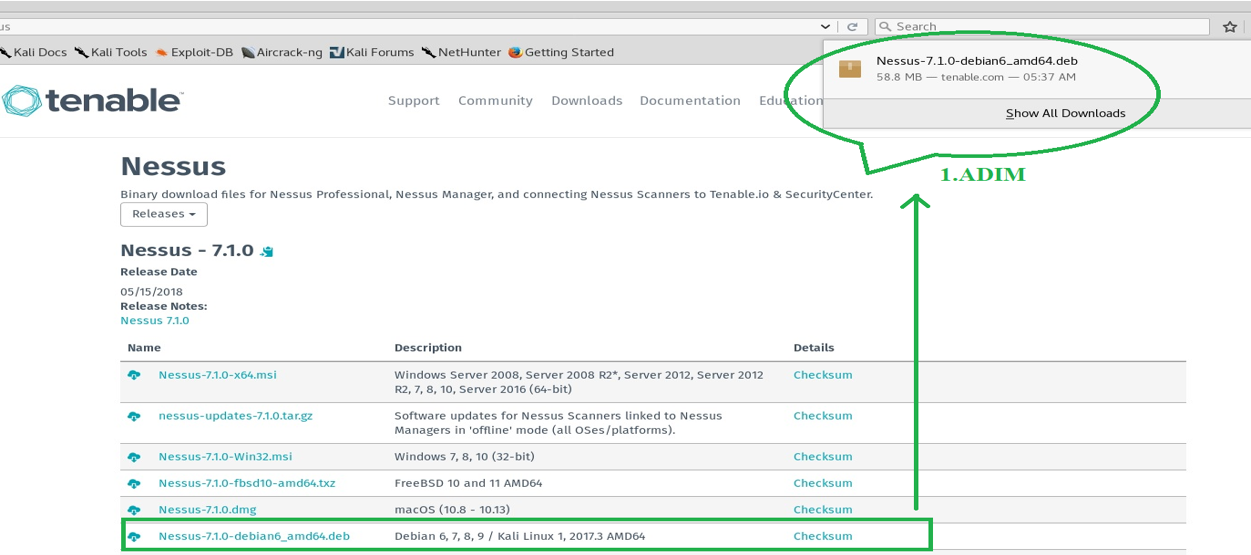 us
Search
Kali Docs Kali Tools Exploit-DB Aircrack-ng Kali Forums NetHunter Getting Started
Nessus-7.1.0-debian6_amd64.deb
58.8 MB — tenable.com — 05:37 AM
Show All Downloads
tenable™
Support Community Downloads Documentation Education
1.ADIM
Nessus
Binary download files for Nessus Professional, Nessus Manager, and connecting Nessus Scanners to Tenable.io & SecurityCenter.
Releases
Nessus - 7.1.0
Release Date
05/15/2018
Release Notes:
Nessus 7.1.0
Name Description Details
Nessus-7.1.0-x64.msi Windows Server 2008, Server 2008 R2*, Server 2012, Server 2012 Checksum
R2, 7, 8, 10, Server 2016 (64-bit)
nessus-updates-7.1.0.tar.gz Software updates for Nessus Scanners linked to Nessus Checksum
Managers in 'offline' mode (all OSes/platforms).
Nessus-7.1.0-Win32.msi Windows 7, 8, 10 (32-bit) Checksum
Nessus-7.1.0-fbsd10-amd64.txz FreeBSD 10 and 11 AMD64 Checksum
Nessus-7.1.0.dmg macOS (10.8 - 10.13) Checksum
Nessus-7.1.0-debian6_amd64.deb Debian 6, 7, 8, 9 / Kali Linux 1, 2017.3 AMD64 Checksum